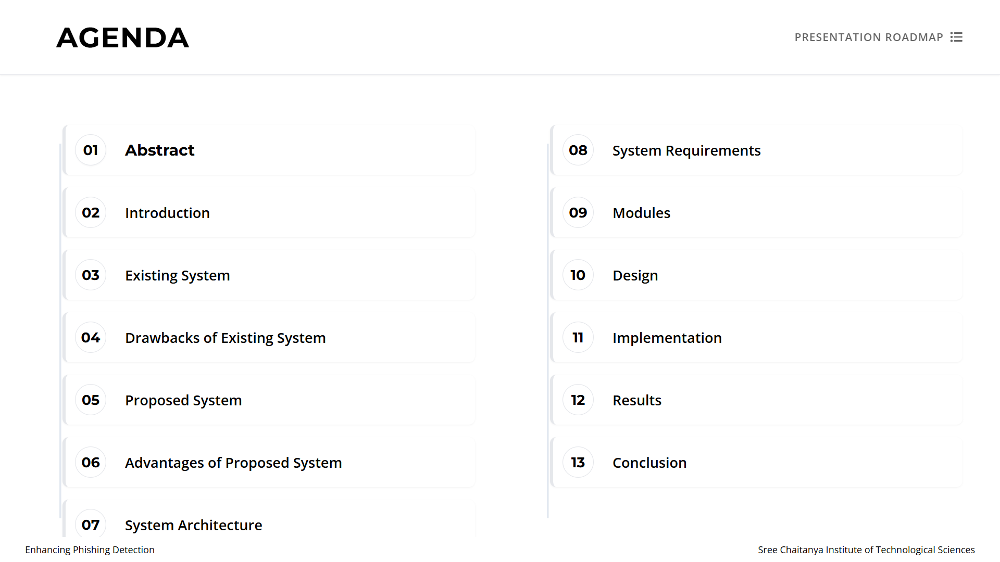 AGENDA
PRESENTATION ROADMAP
01 Abstract
02 Introduction
03 Existing System
04 Drawbacks of Existing System
05 Proposed System
06 Advantages of Proposed System
07 System Architecture
08 System Requirements
09 Modules
10 Design
11 Implementation
12 Results
13 Conclusion
Enhancing Phishing Detection
Sree Chaitanya Institute of Technological Sciences